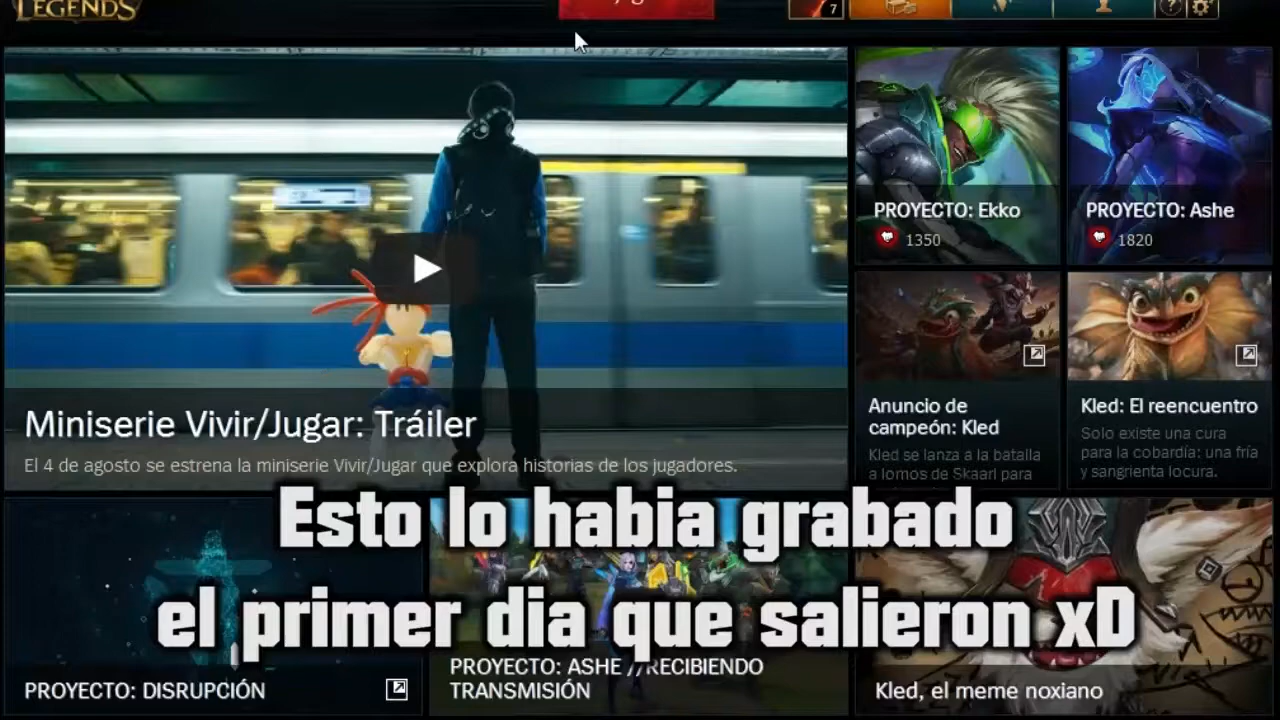 LEGENDS
7
?
PROYECTO: Ekko
1350
PROYECTO: Ashe
1820
Miniserie Vivir/Jugar: Tráiler
El 4 de agosto se estrena la miniserie Vivir/Jugar que explora historias de los jugadores.
Anuncio de
campeón: Kled
Kled se lanza a la batalla
a lomos de Skaarl para
Kled: El reencuentro
Solo existe una cura
para la cobardía: una fría
y sangrienta locura.
Esto lo habia grabado
el primer dia que salieron xD
PROYECTO: DISRUPCIÓN
PROYECTO: ASHE // RECIBIENDO
TRANSMISIÓN
Kled, el meme noxiano